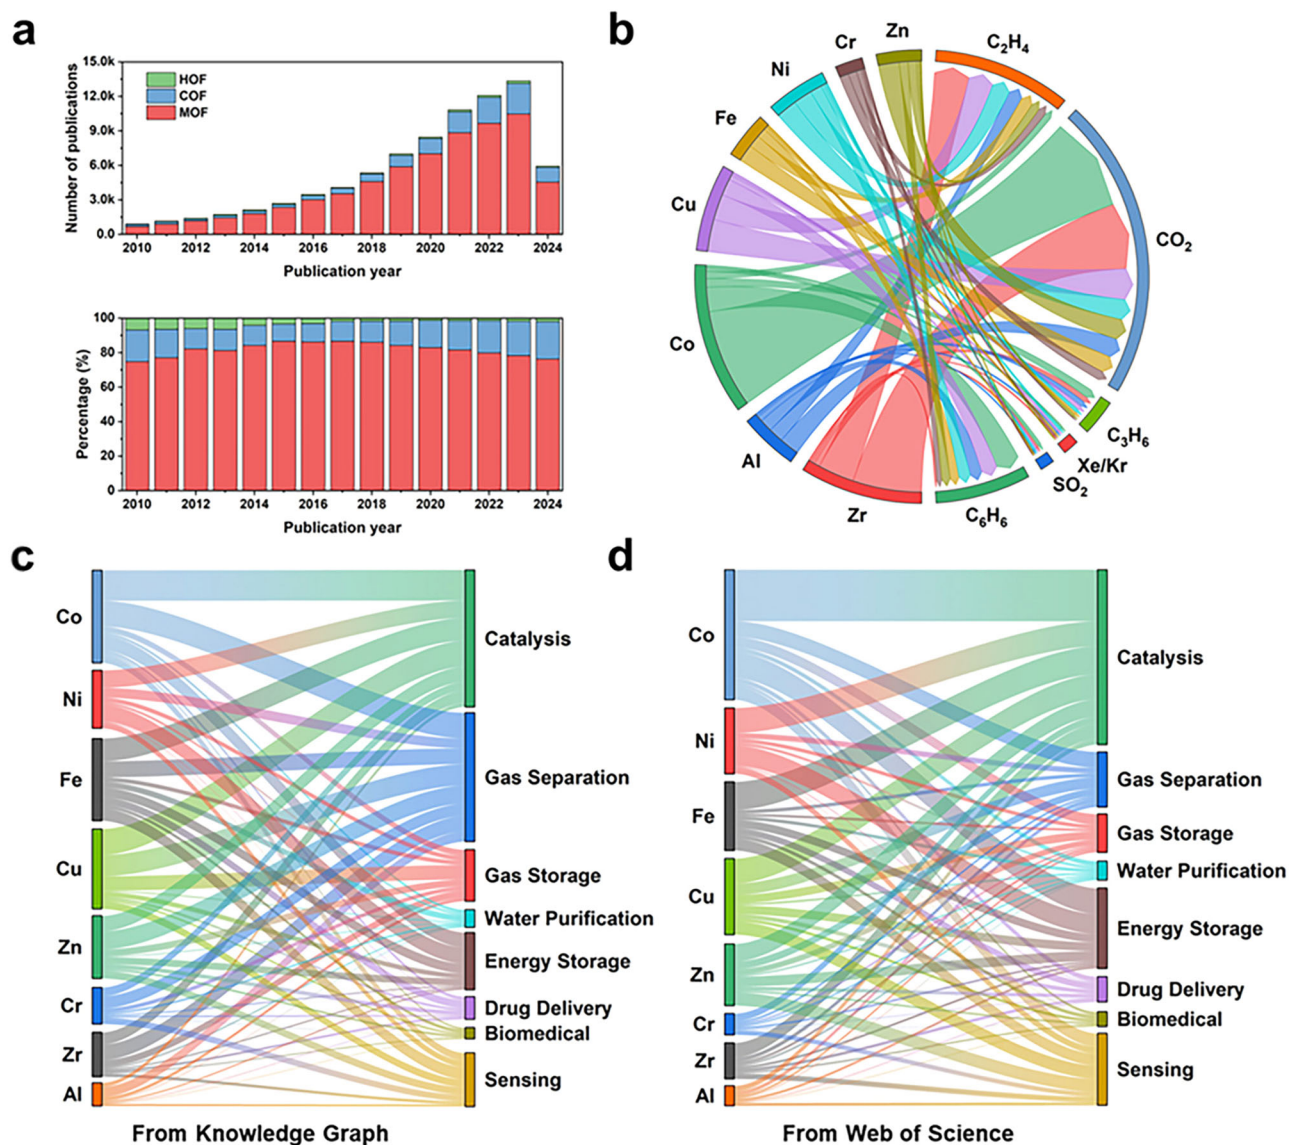 a
Number of publications
15.0k
12.0k
9.0k
6.0k
3.0k
0.0
HOF
COF
MOF
2010 2012 2014 2016 2018 2020 2022 2024
Publication year
Percentage (%)
100
80
60
40
20
0
2010 2012 2014 2016 2018 2020 2022 2024
Publication year
b
Zn
Cr
Ni
Fe
Cu
Co
Al
Zr
C2H4
CO2
C3H6
Xe/Kr
SO2
C6H6
c
Co
Ni
Fe
Cu
Zn
Cr
Zr
Al
Catalysis
Gas Separation
Gas Storage
Water Purification
Energy Storage
Drug Delivery
Biomedical
Sensing
From Knowledge Graph
d
Co
Ni
Fe
Cu
Zn
Cr
Zr
Al
Catalysis
Gas Separation
Gas Storage
Water Purification
Energy Storage
Drug Delivery
Biomedical
Sensing
From Web of Science